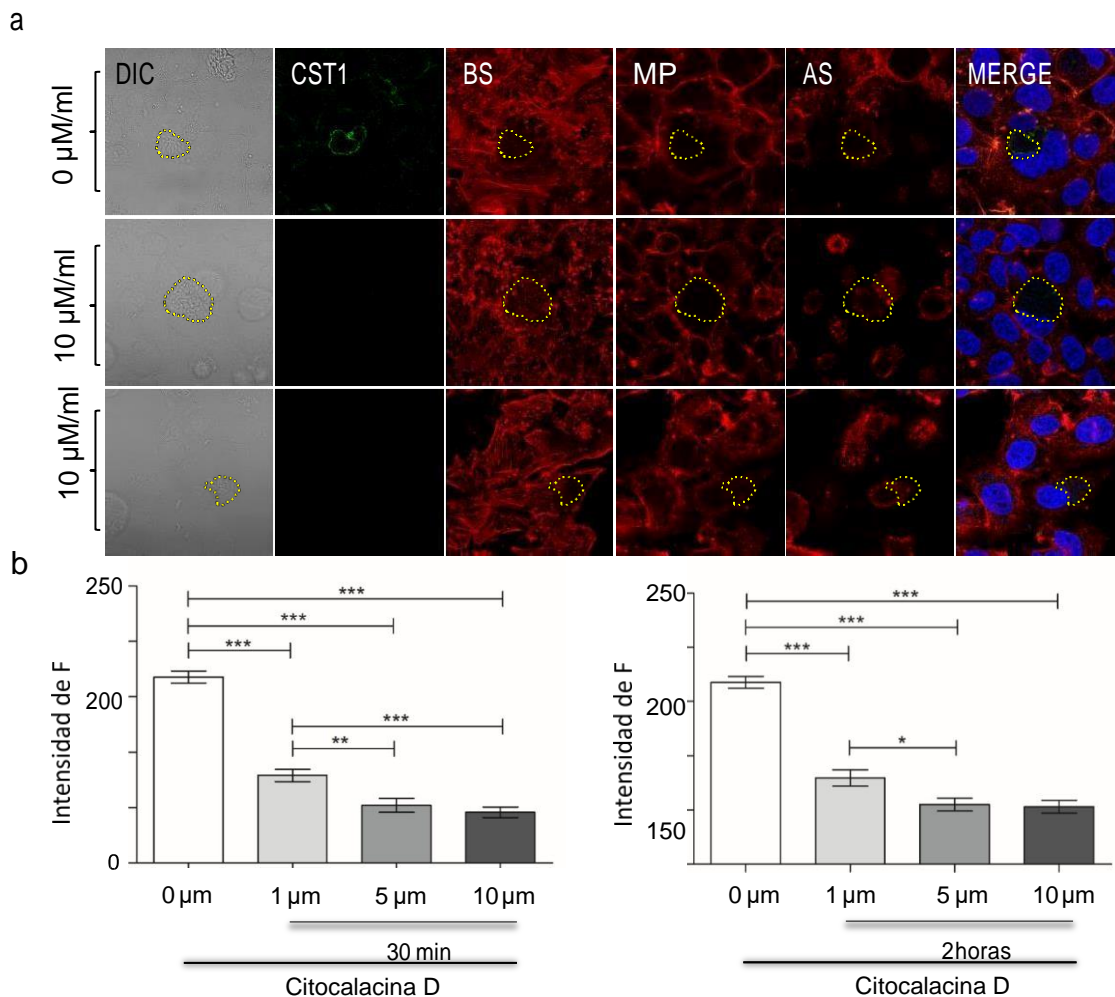 a
DIC CST1 BS MP AS MERGE
0 µM/ml
10 µM/ml
10 µM/ml
b
250
200
0
Intensidad de F
***
***
***
***
**
0 µm 1 µm 5 µm 10 µm
30 min
Citocalacina D
250
200
150
Intensidad de F
***
***
***
*
0 µm 1 µm 5 µm 10 µm
2horas
Citocalacina D